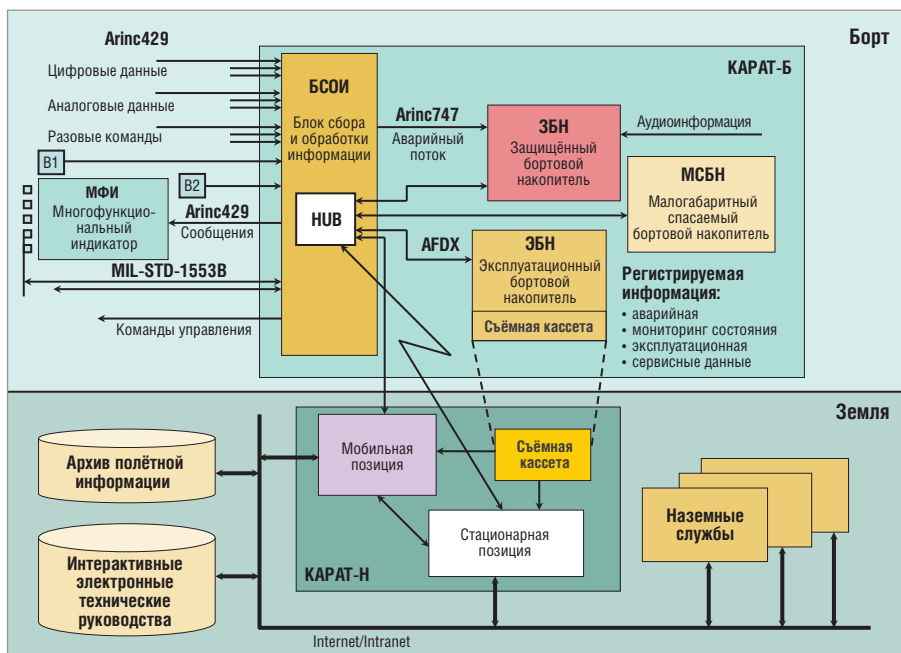 Arinc429
Борт
Цифровые данные
Аналоговые данные
Разовые команды
В1
В2
МФИ
Многофункцио-
нальный
индикатор
Arinc429
Сообщения
MIL-STD-1553B
Команды управления
БСОИ
Блок сбора
и обработки
информации
HUB
КАРАТ-Б
Arinc747
Аварийный
поток
ЗБН
Защищённый
бортовой
накопитель
Аудиоинформация
МСБН
Малогабаритный
спасаемый
бортовой накопитель
AFDX
ЭБН
Эксплуатационный
бортовой
накопитель
Съёмная кассета
Регистрируемая
информация:
• аварийная
• мониторинг состояния
• эксплуатационная
• сервисные данные
Земля
Архив полётной
информации
Интерактивные
электронные
технические
руководства
Мобильная
позиция
Съёмная
кассета
Стационарная
позиция
КАРАТ-Н
Наземные
службы
Internet/Intranet